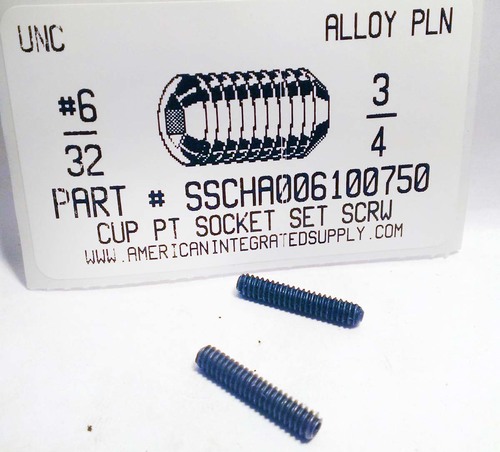 UNC
ALLOY PLN
#6
32
3
4
PART # SSCHA006100750
CUP PT SOCKET SET SCRW
WWW.AMERICANINTEGRATEDSUPPLY.COM